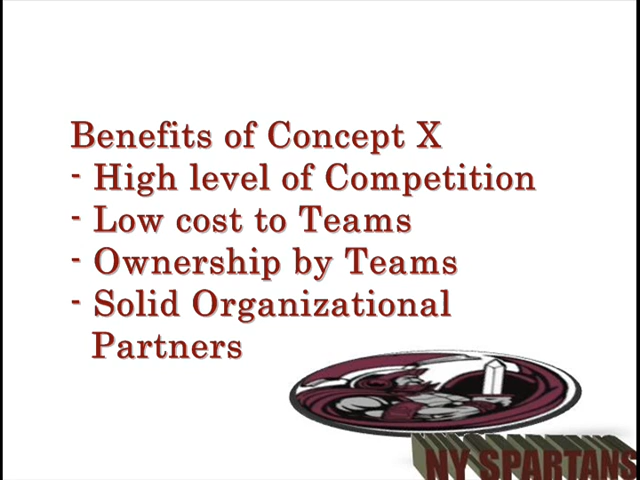 Benefits of Concept X
- High level of Competition
- Low cost to Teams
- Ownership by Teams
- Solid Organizational
Partners
NY SPARTANS